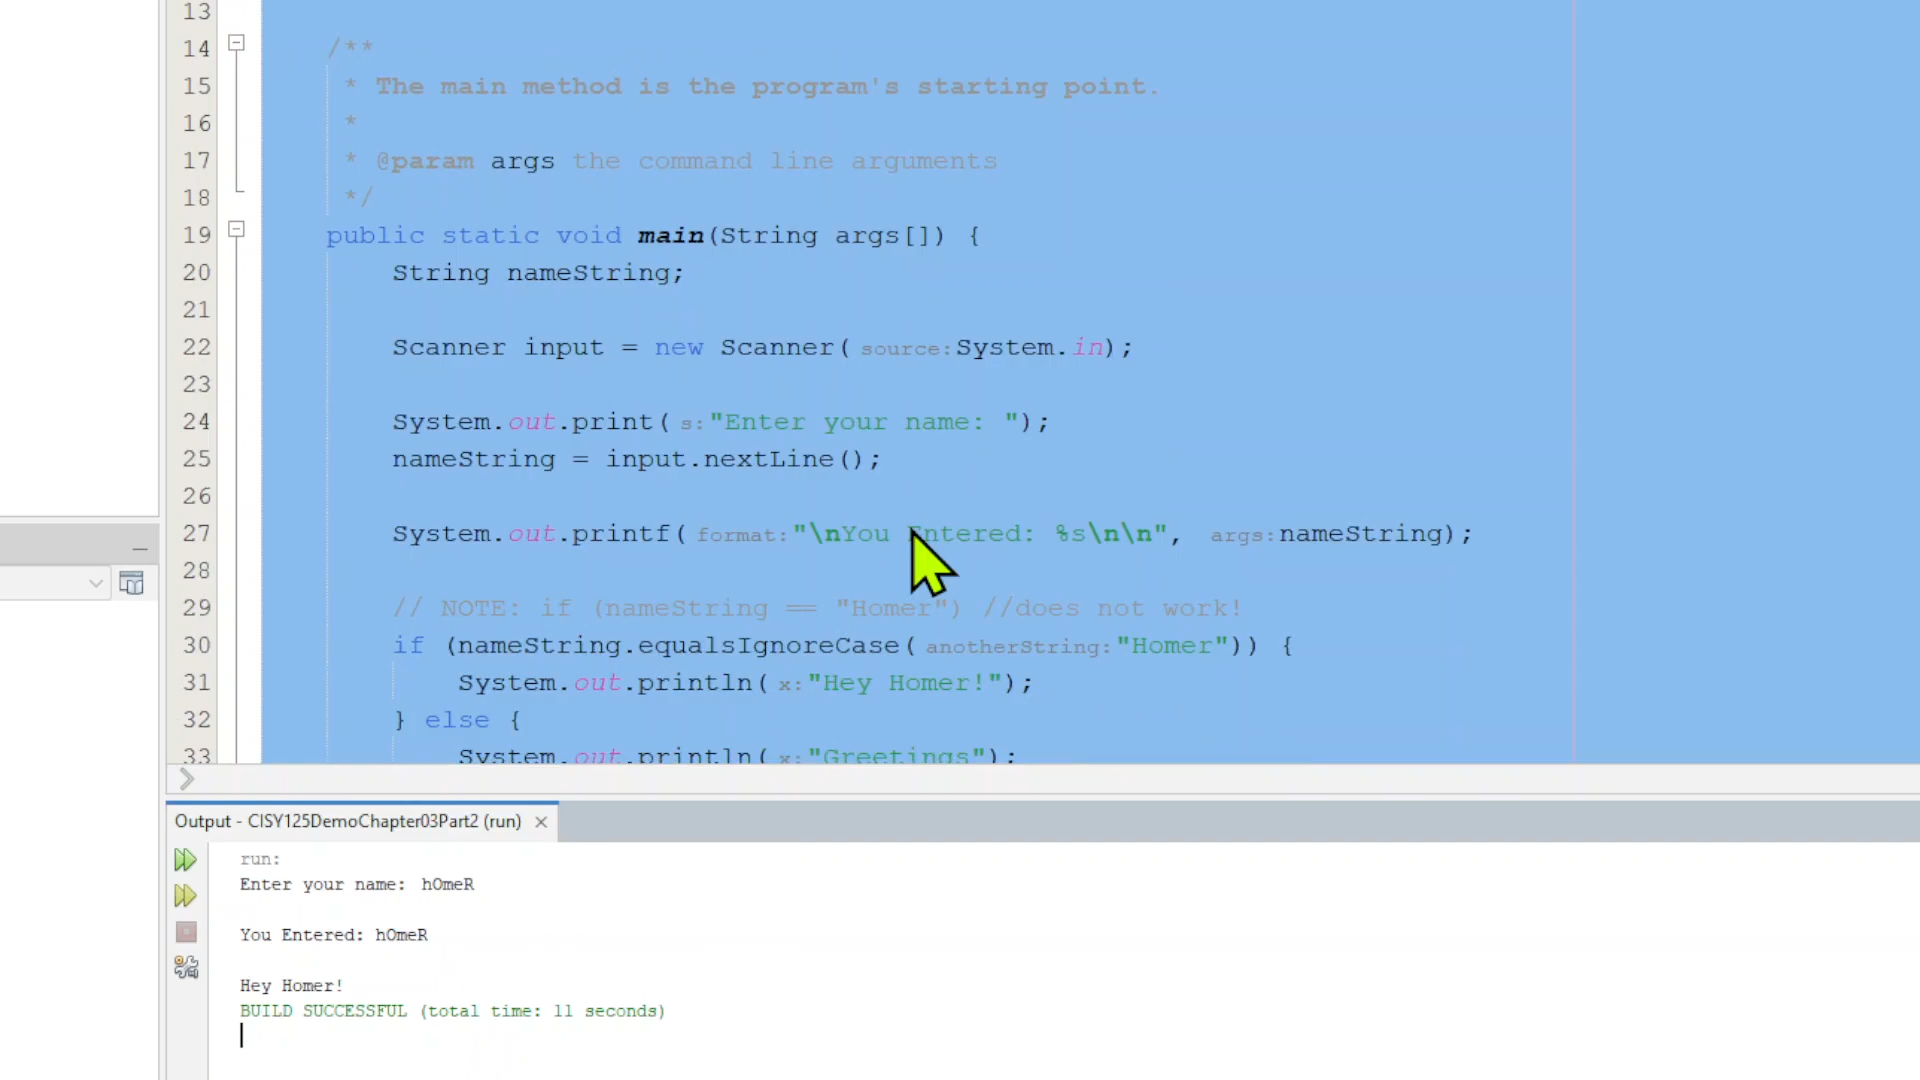 13
14 /**
15 * The main method is the program's starting point.
16 *
17 * @param args the command line arguments
18 */
19 public static void main(String args[]) {
20 String nameString;
21
22 Scanner input = new Scanner( source:System.in);
23
24 System.out.print( s:"Enter your name: ");
25 nameString = input.nextLine();
26
27 System.out.printf( format:"\nYou Entered: %s\n\n", args:nameString);
28
29 // NOTE: if (nameString == "Homer") //does not work!
30 if (nameString.equalsIgnoreCase( anotherString:"Homer")) {
31 System.out.println( x:"Hey Homer!");
32 } else {
33 System.out.println( x:"Greetings");
Output - CISY125DemoChapter03Part2 (run)
run:
Enter your name: hOmeR
You Entered: hOmeR
Hey Homer!
BUILD SUCCESSFUL (total time: 11 seconds)